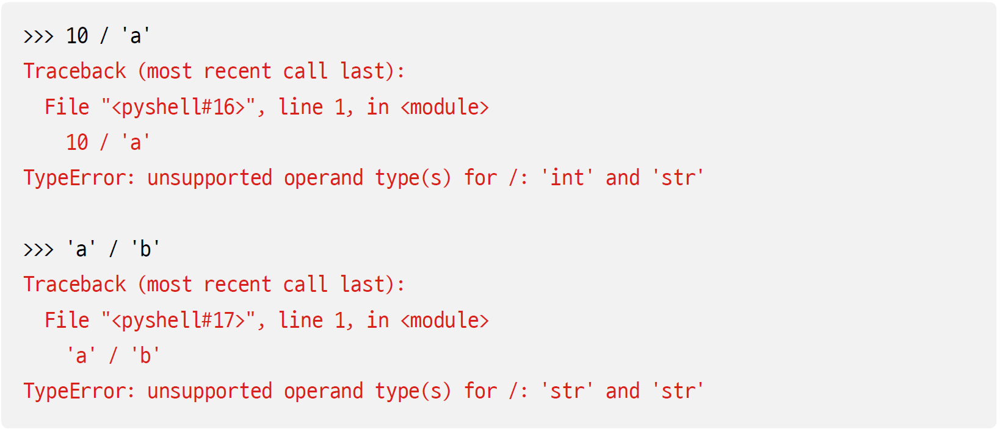 >>> 10 / 'a'
Traceback (most recent call last):
  File "<pyshell#16>", line 1, in <module>
    10 / 'a'
TypeError: unsupported operand type(s) for /: 'int' and 'str'

>>> 'a' / 'b'
Traceback (most recent call last):
  File "<pyshell#17>", line 1, in <module>
    'a' / 'b'
TypeError: unsupported operand type(s) for /: 'str' and 'str'